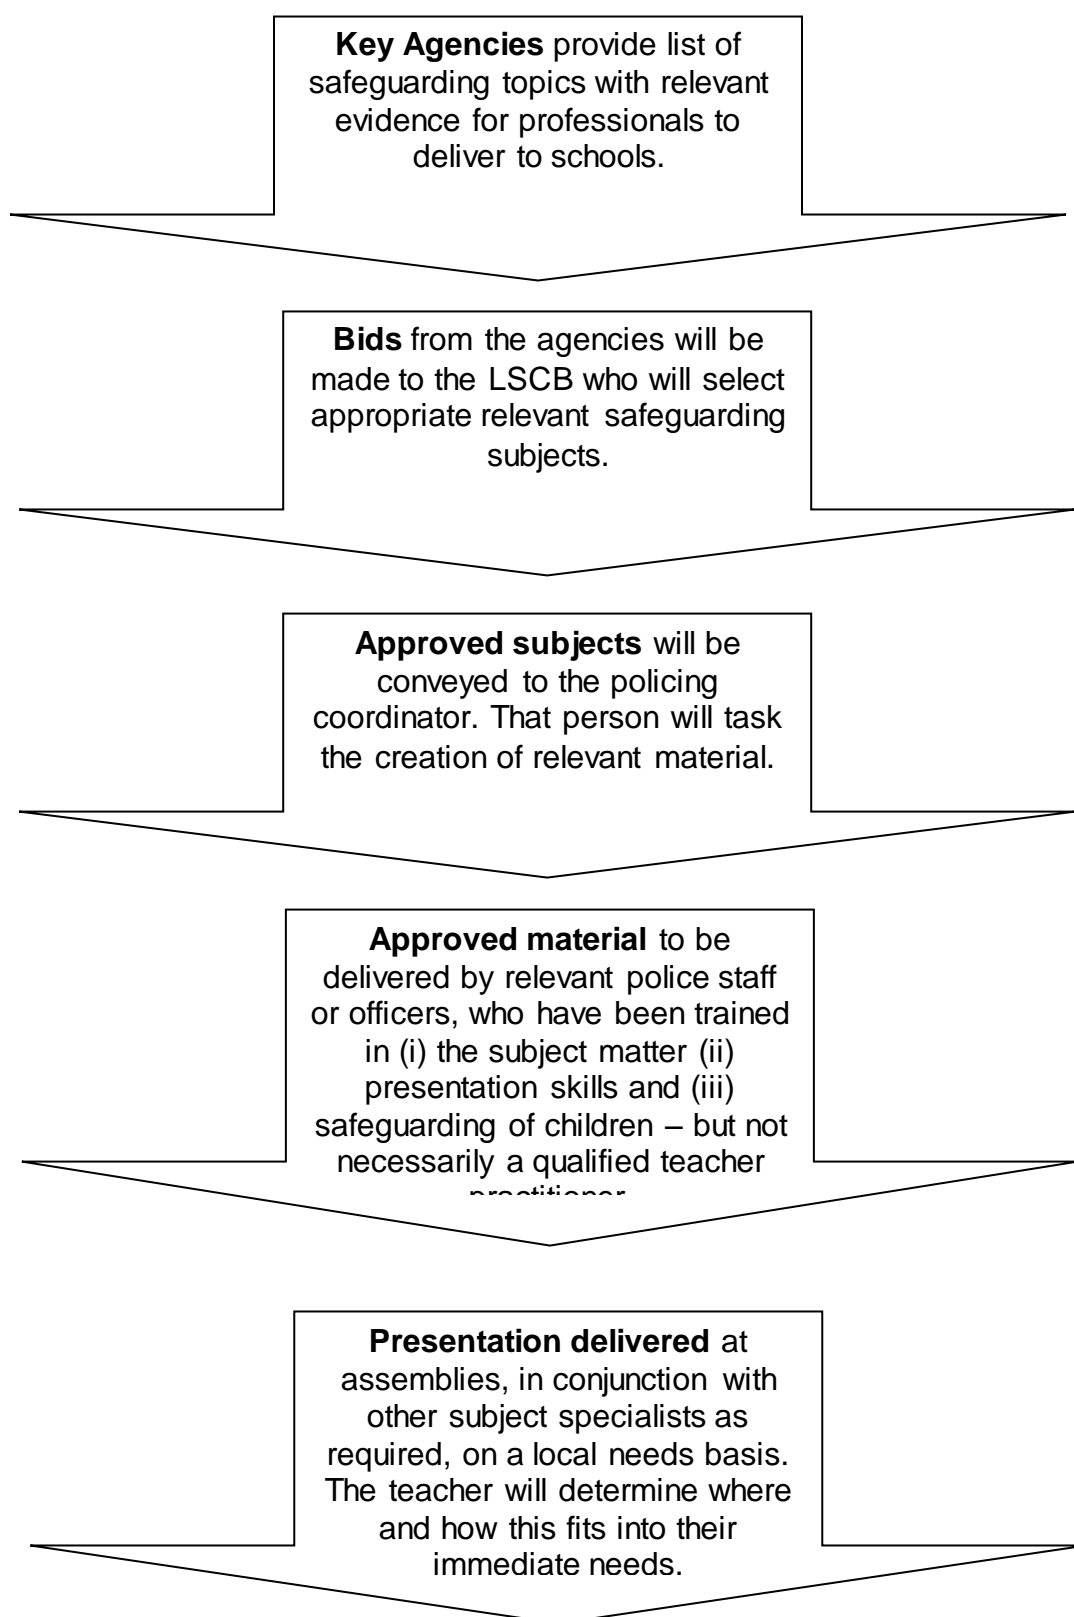 Key Agencies provide list of
safeguarding topics with relevant
evidence for professionals to
deliver to schools.
Bids from the agencies will be
made to the LSCB who will select
appropriate relevant safeguarding
subjects.
Approved subjects will be
conveyed to the policing
coordinator. That person will task
the creation of relevant material.
Approved material to be
delivered by relevant police staff
or officers, who have been trained
in (i) the subject matter (ii)
presentation skills and (iii)
safeguarding of children – but not
necessarily a qualified teacher
practitioner
Presentation delivered at
assemblies, in conjunction with
other subject specialists as
required, on a local needs basis.
The teacher will determine where
and how this fits into their
immediate needs.